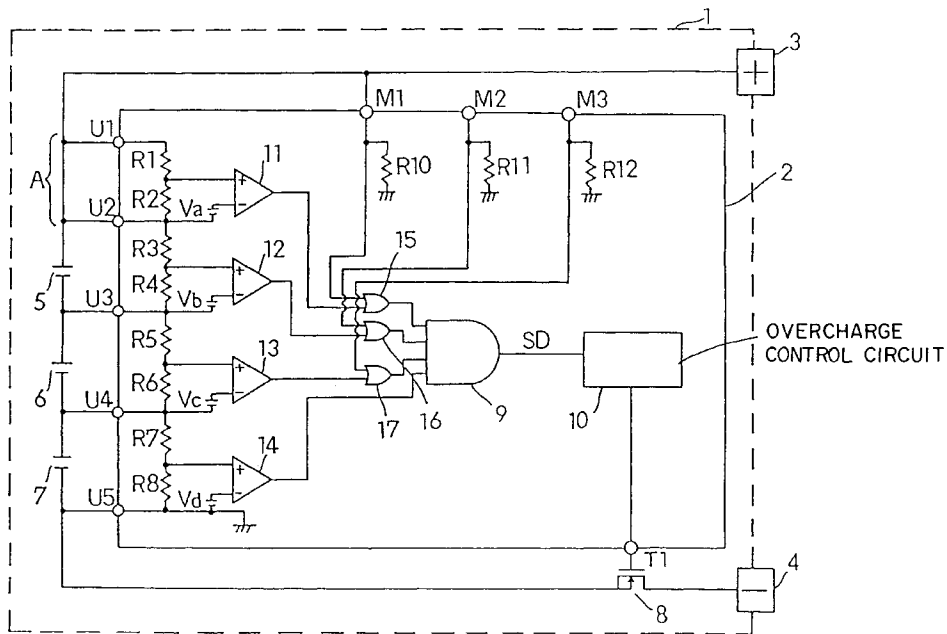 1
3
+
M1
M2
M3
U1
R1
11
R10
R11
R12
2
A
R2
Va
U2
R3
12
15
5
R4
Vb
U3
R5
13
SD
OVERCHARGE
CONTROL CIRCUIT
6
R6
Vc
17
16
9
10
U4
R7
14
7
R8
Vd
U5
T1
4
8
−